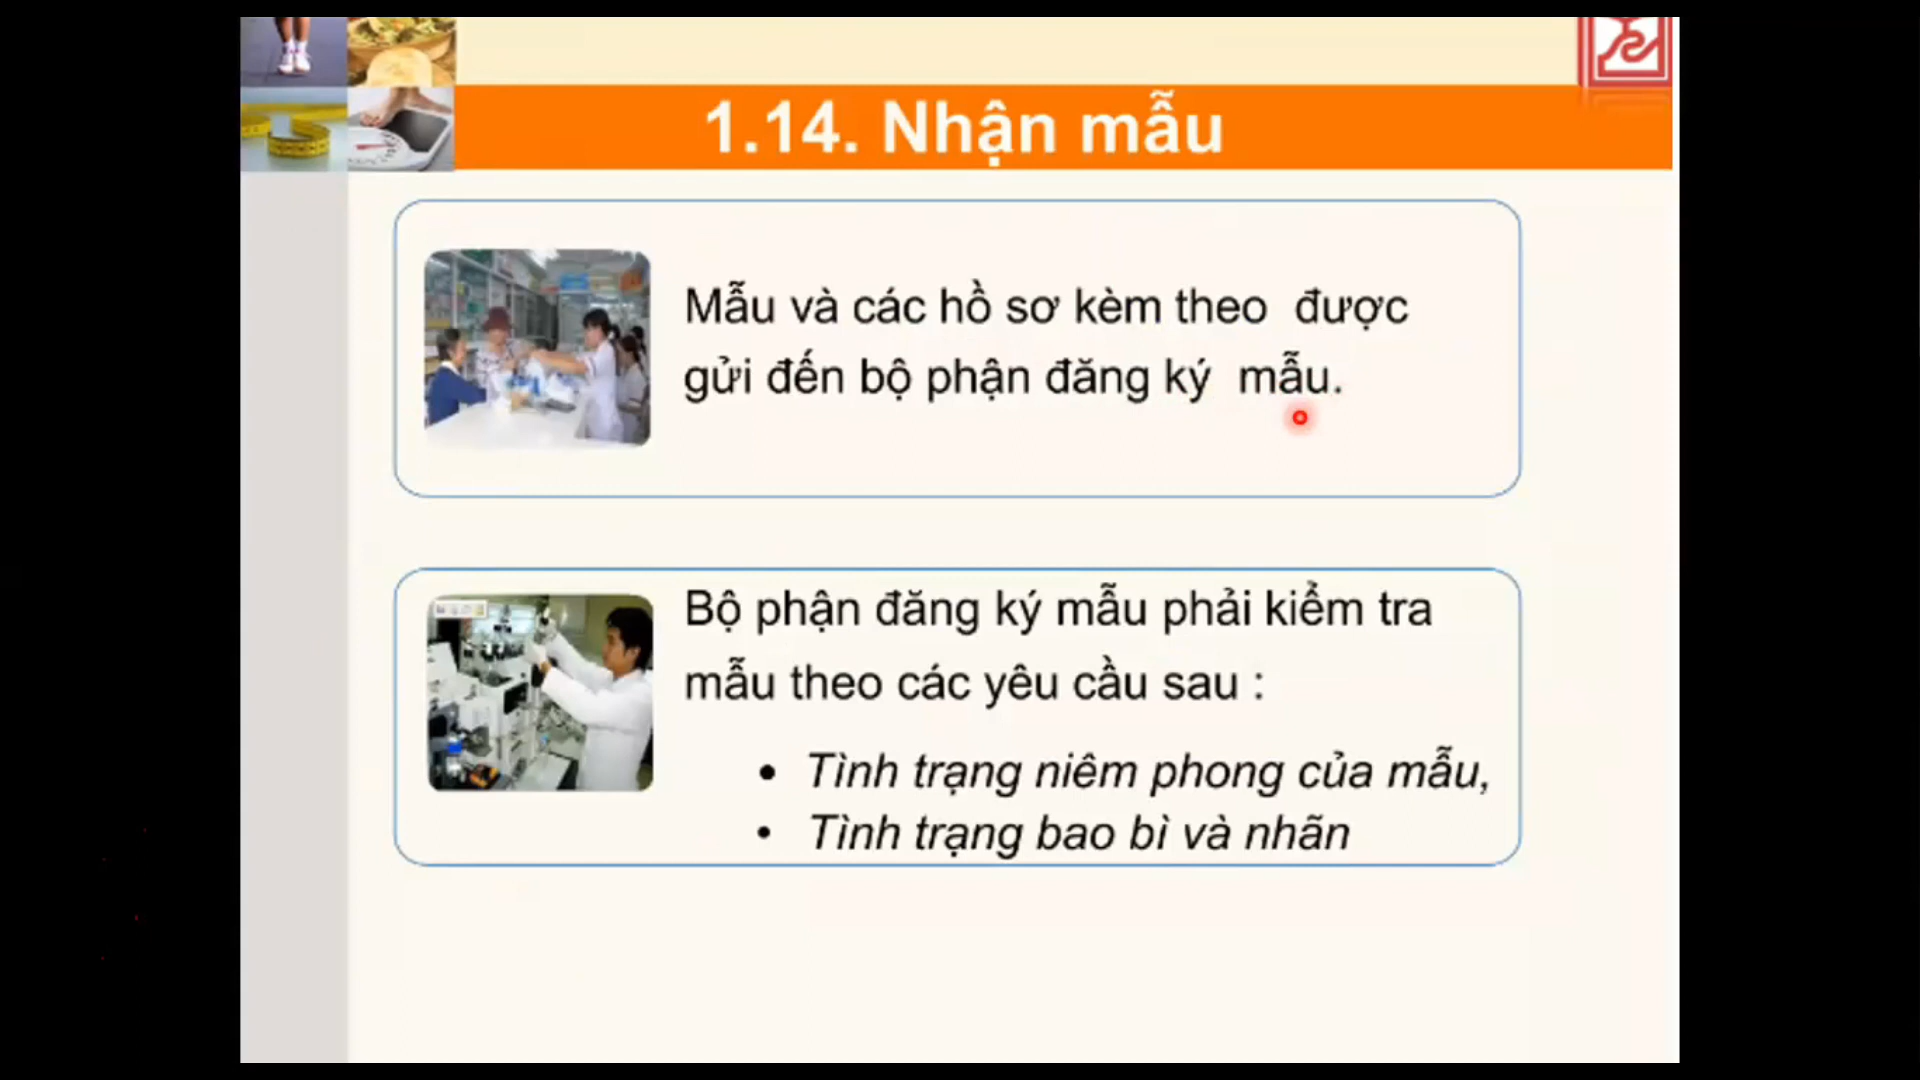 1.14. Nhận mẫu
Mẫu và các hồ sơ kèm theo được
gửi đến bộ phận đăng ký mẫu.
Bộ phận đăng ký mẫu phải kiểm tra
mẫu theo các yêu cầu sau :
• Tình trạng niêm phong của mẫu,
• Tình trạng bao bì và nhãn